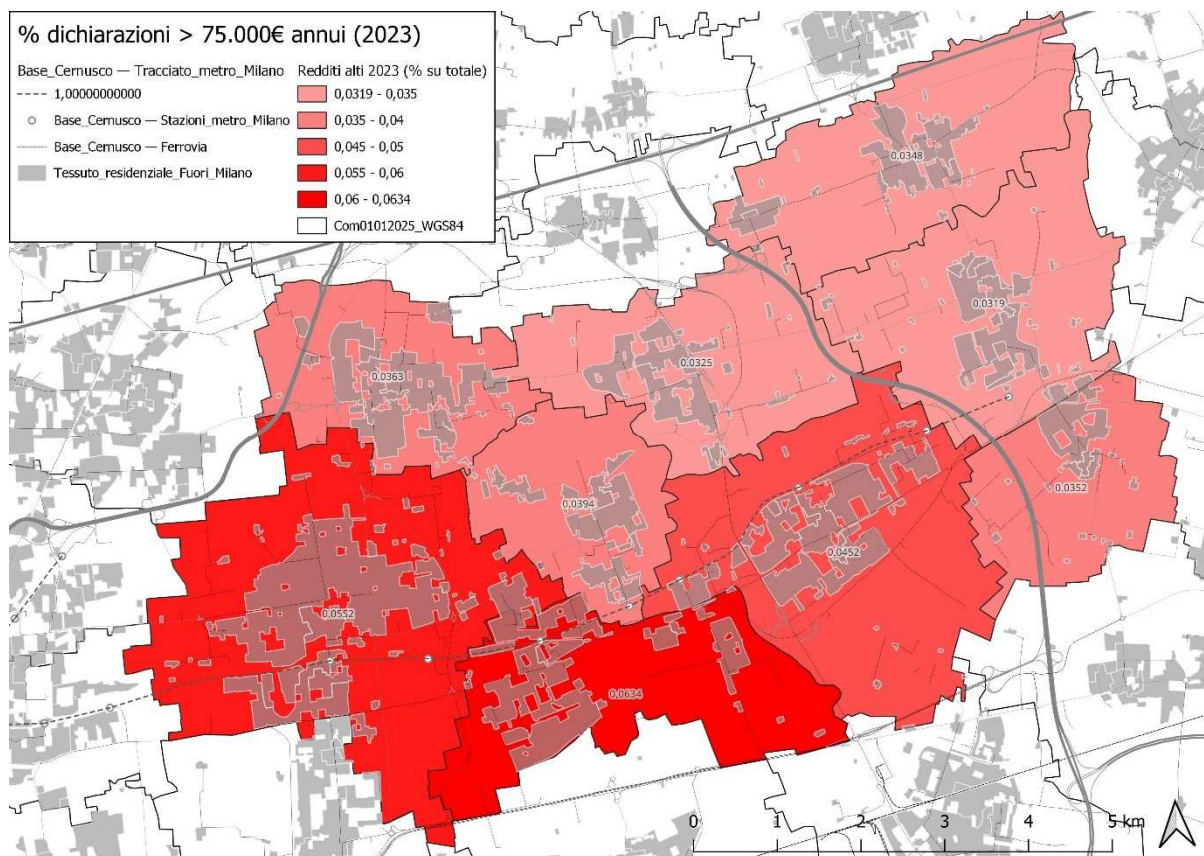 % dichiarazioni > 75.000€ annui (2023)
Base_Cernusco — Tracciato_metro_Milano
1,00000000000
Base_Cernusco — Stazioni_metro_Milano
Base_Cernusco — Ferrovia
Tessuto_residenziale_Fuori_Milano
Redditi alti 2023 (% su totale)
0,0319 - 0,035
0,035 - 0,04
0,045 - 0,05
0,055 - 0,06
0,06 - 0,0634
Com01012025_WGS84
0,0348
0,0319
0,0325
0,0363
0,0352
0,0394
0,0452
0,0552
0,0634
0 1 2 3 4 5 km